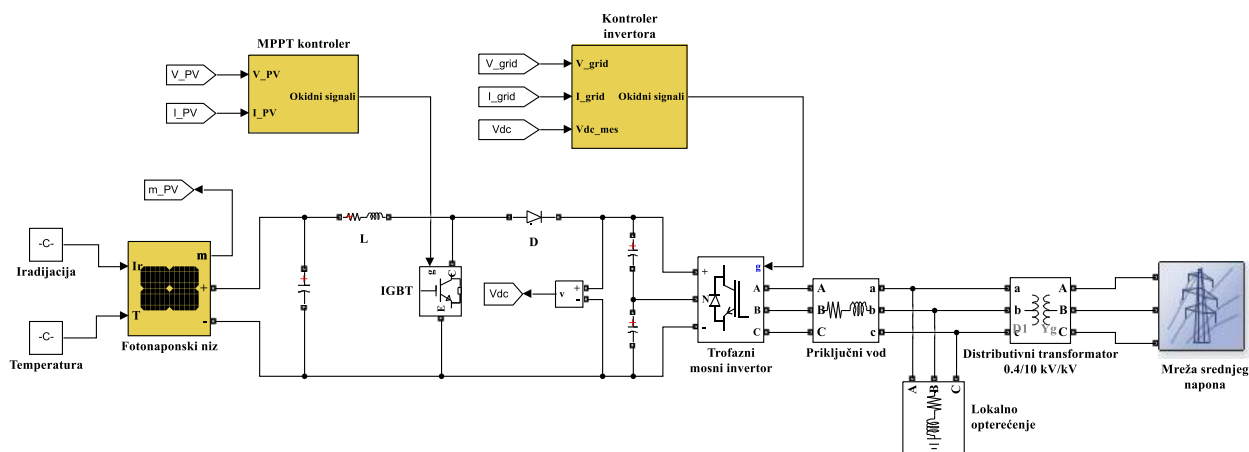 Kontroler
invertora
MPPT kontroler
V_PV
I_PV
V_PV
I_PV
Okidni signali
V_grid
I_grid
Vdc
V_grid
I_grid
Vdc_mes
Okidni signali
m_PV
-C-
Iradijacija
-C-
Temperatura
Ir
T
m
+
-
Fotonaponski niz
+
L
IGBT
g
C
E
D
Vdc
v
+
-
+
+
+
N
-
A
B
C
Trofazni
mosni invertor
A
B
C
a
b
c
Priključni vod
A
B
C
Lokalno
opterećenje
a
b
c
D1
Yg
A
B
C
Distributivni transformator
0.4/10 kV/kV
Mreža srednjeg
napona